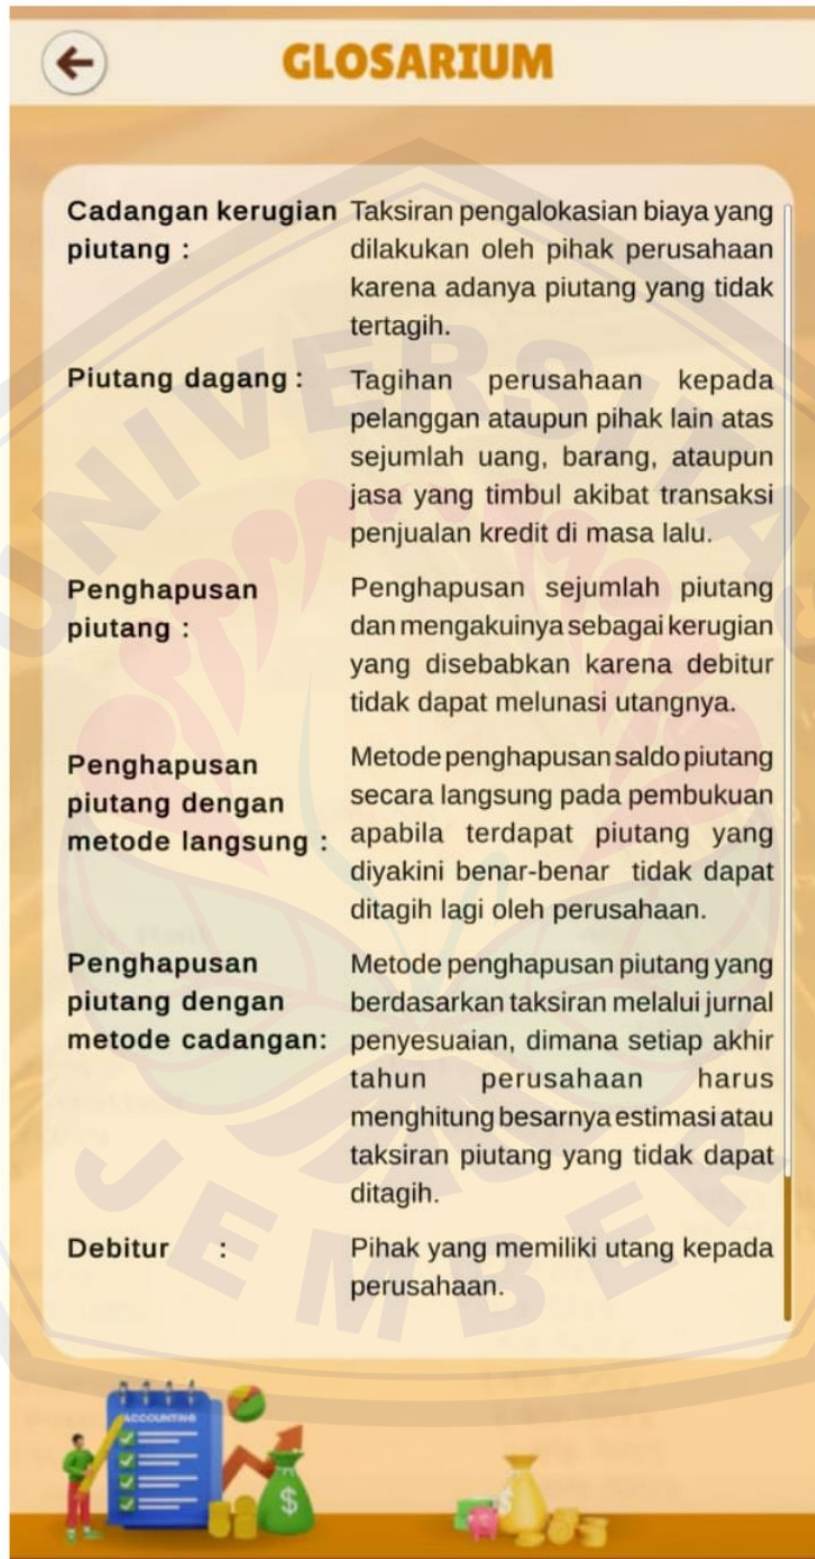 GLOSARIUM
Cadangan kerugian piutang :
Taksiran pengalokasian biaya yang
dilakukan oleh pihak perusahaan
karena adanya piutang yang tidak
tertagih.
Piutang dagang :
Tagihan perusahaan kepada
pelanggan ataupun pihak lain atas
sejumlah uang, barang, ataupun
jasa yang timbul akibat transaksi
penjualan kredit di masa lalu.
Penghapusan
piutang :
Penghapusan sejumlah piutang
dan mengakuinya sebagai kerugian
yang disebabkan karena debitur
tidak dapat melunasi utangnya.
Penghapusan
piutang dengan
metode langsung :
Metode penghapusan saldo piutang
secara langsung pada pembukuan
apabila terdapat piutang yang
diyakini benar-benar tidak dapat
ditagih lagi oleh perusahaan.
Penghapusan
piutang dengan
metode cadangan:
Metode penghapusan piutang yang
berdasarkan taksiran melalui jurnal
penyesuaian, dimana setiap akhir
tahun perusahaan harus
menghitung besarnya estimasi atau
taksiran piutang yang tidak dapat
ditagih.
Debitur :
Pihak yang memiliki utang kepada
perusahaan.
ACCOUNTING
$
$
UNIVERSITAS
JEMBER